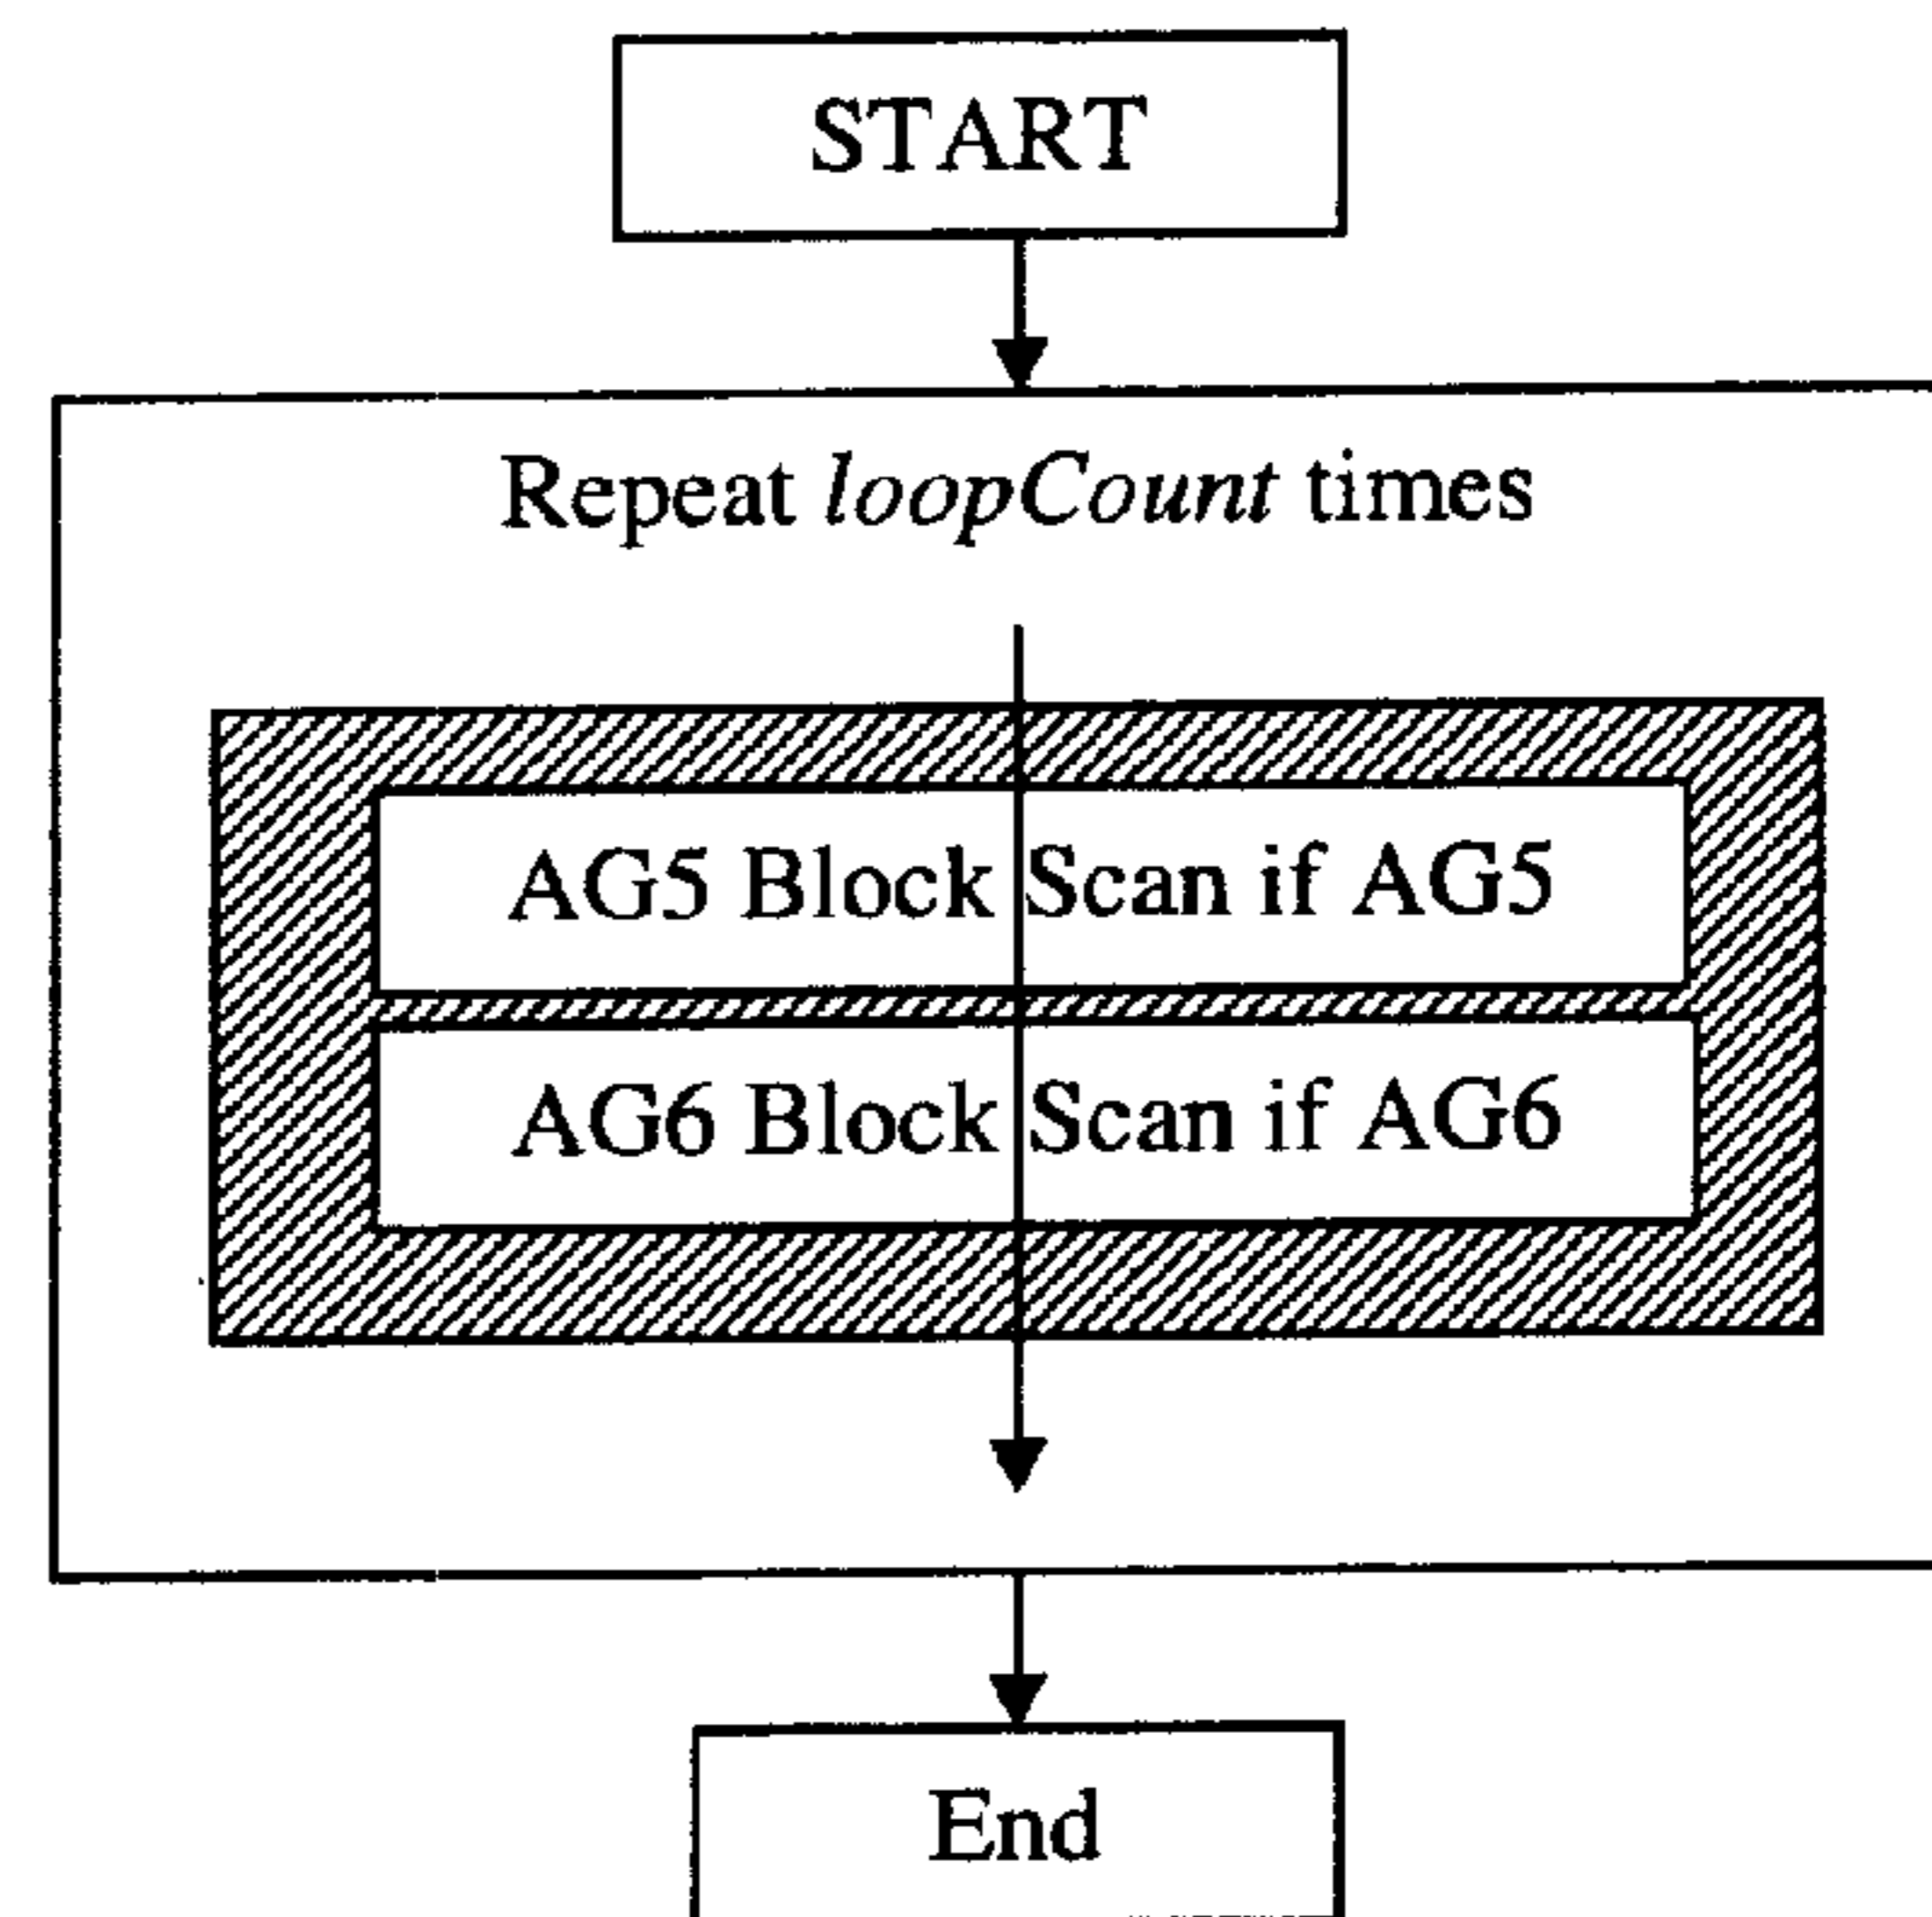 START
Repeat loopCount times
AG5 Block Scan if AG5
AG6 Block Scan if AG6
End